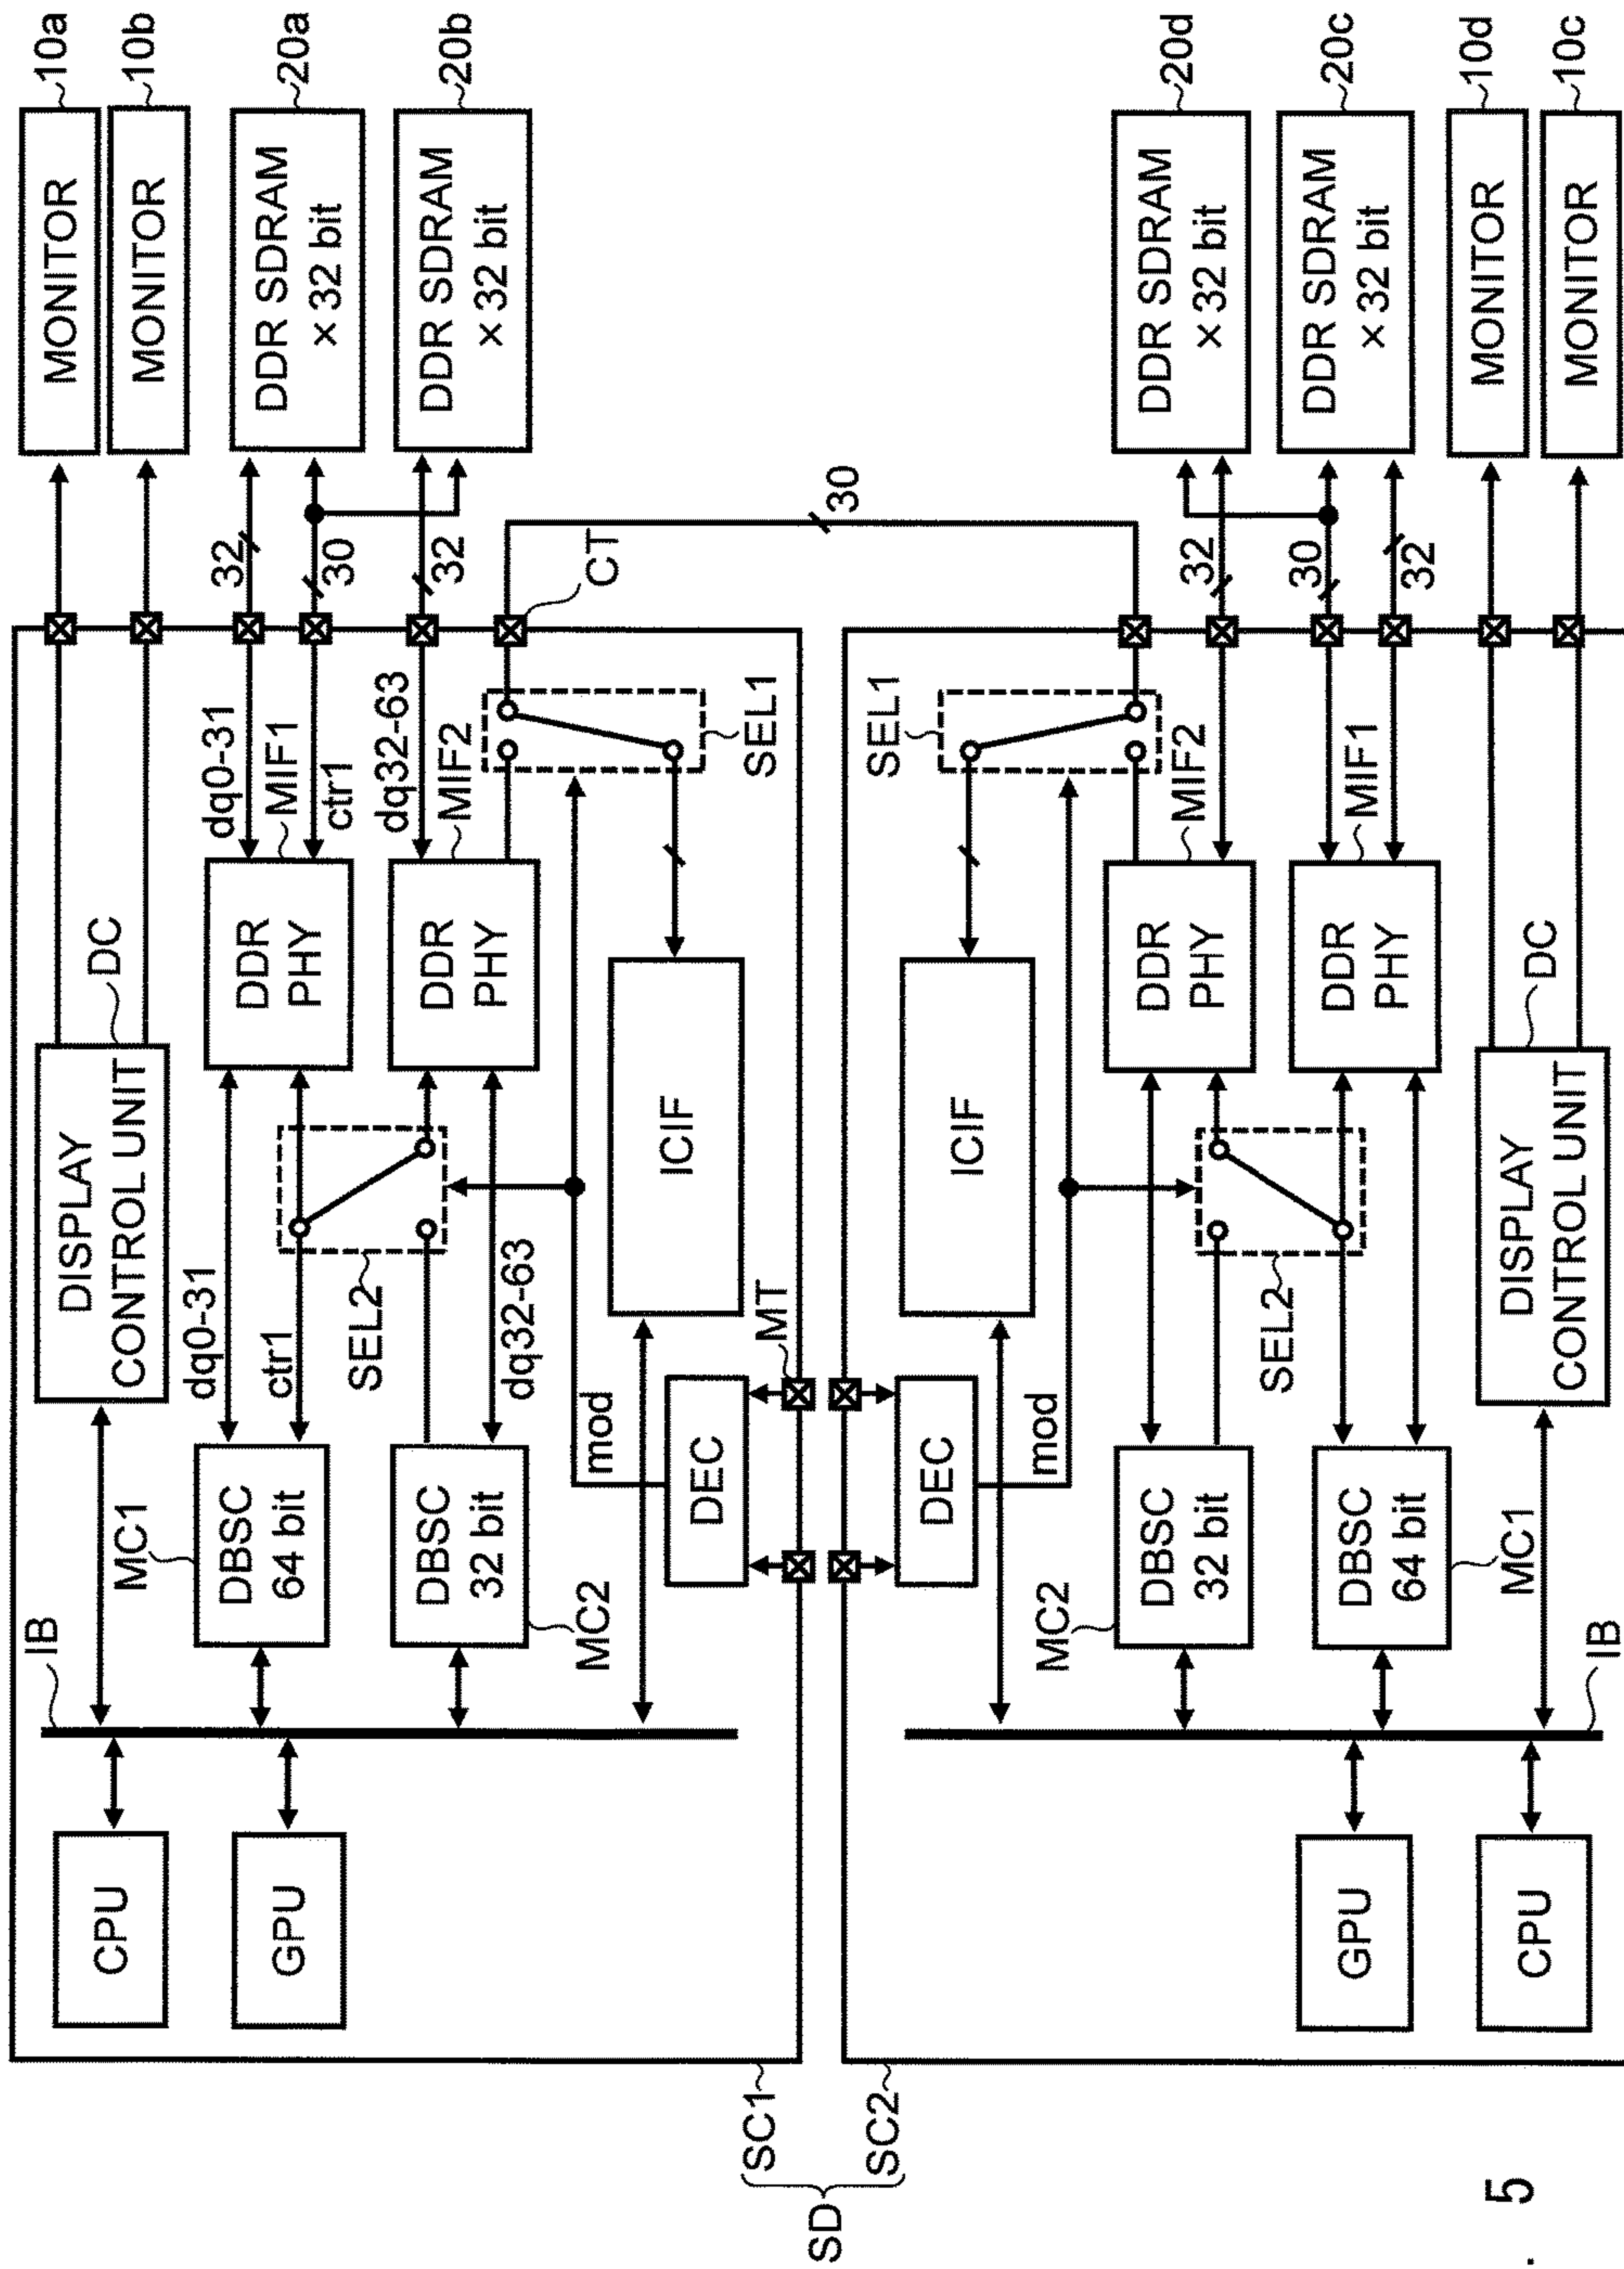 10a
MONITOR
10b
MONITOR
20a
DDR SDRAM
× 32 bit
20b
DDR SDRAM
× 32 bit
32
30
32
CT
30
dq0-31
MIF1
ctr1
dq32-63
MIF2
SEL1
DC
DISPLAY
CONTROL UNIT
DDR
PHY
DDR
PHY
ICIF
dq0-31
ctr1
SEL2
dq32-63
MT
mod
DEC
MC1
DBSC
64 bit
DBSC
32 bit
MC2
IB
CPU
GPU
SC1
SD
SC2
20d
DDR SDRAM
× 32 bit
20c
DDR SDRAM
× 32 bit
10d
MONITOR
10c
MONITOR
32
30
32
SEL1
MIF2
MIF1
ICIF
DDR
PHY
DDR
PHY
DC
DISPLAY
CONTROL UNIT
SEL2
DEC
mod
MC2
DBSC
32 bit
DBSC
64 bit
MC1
IB
GPU
CPU
. 5